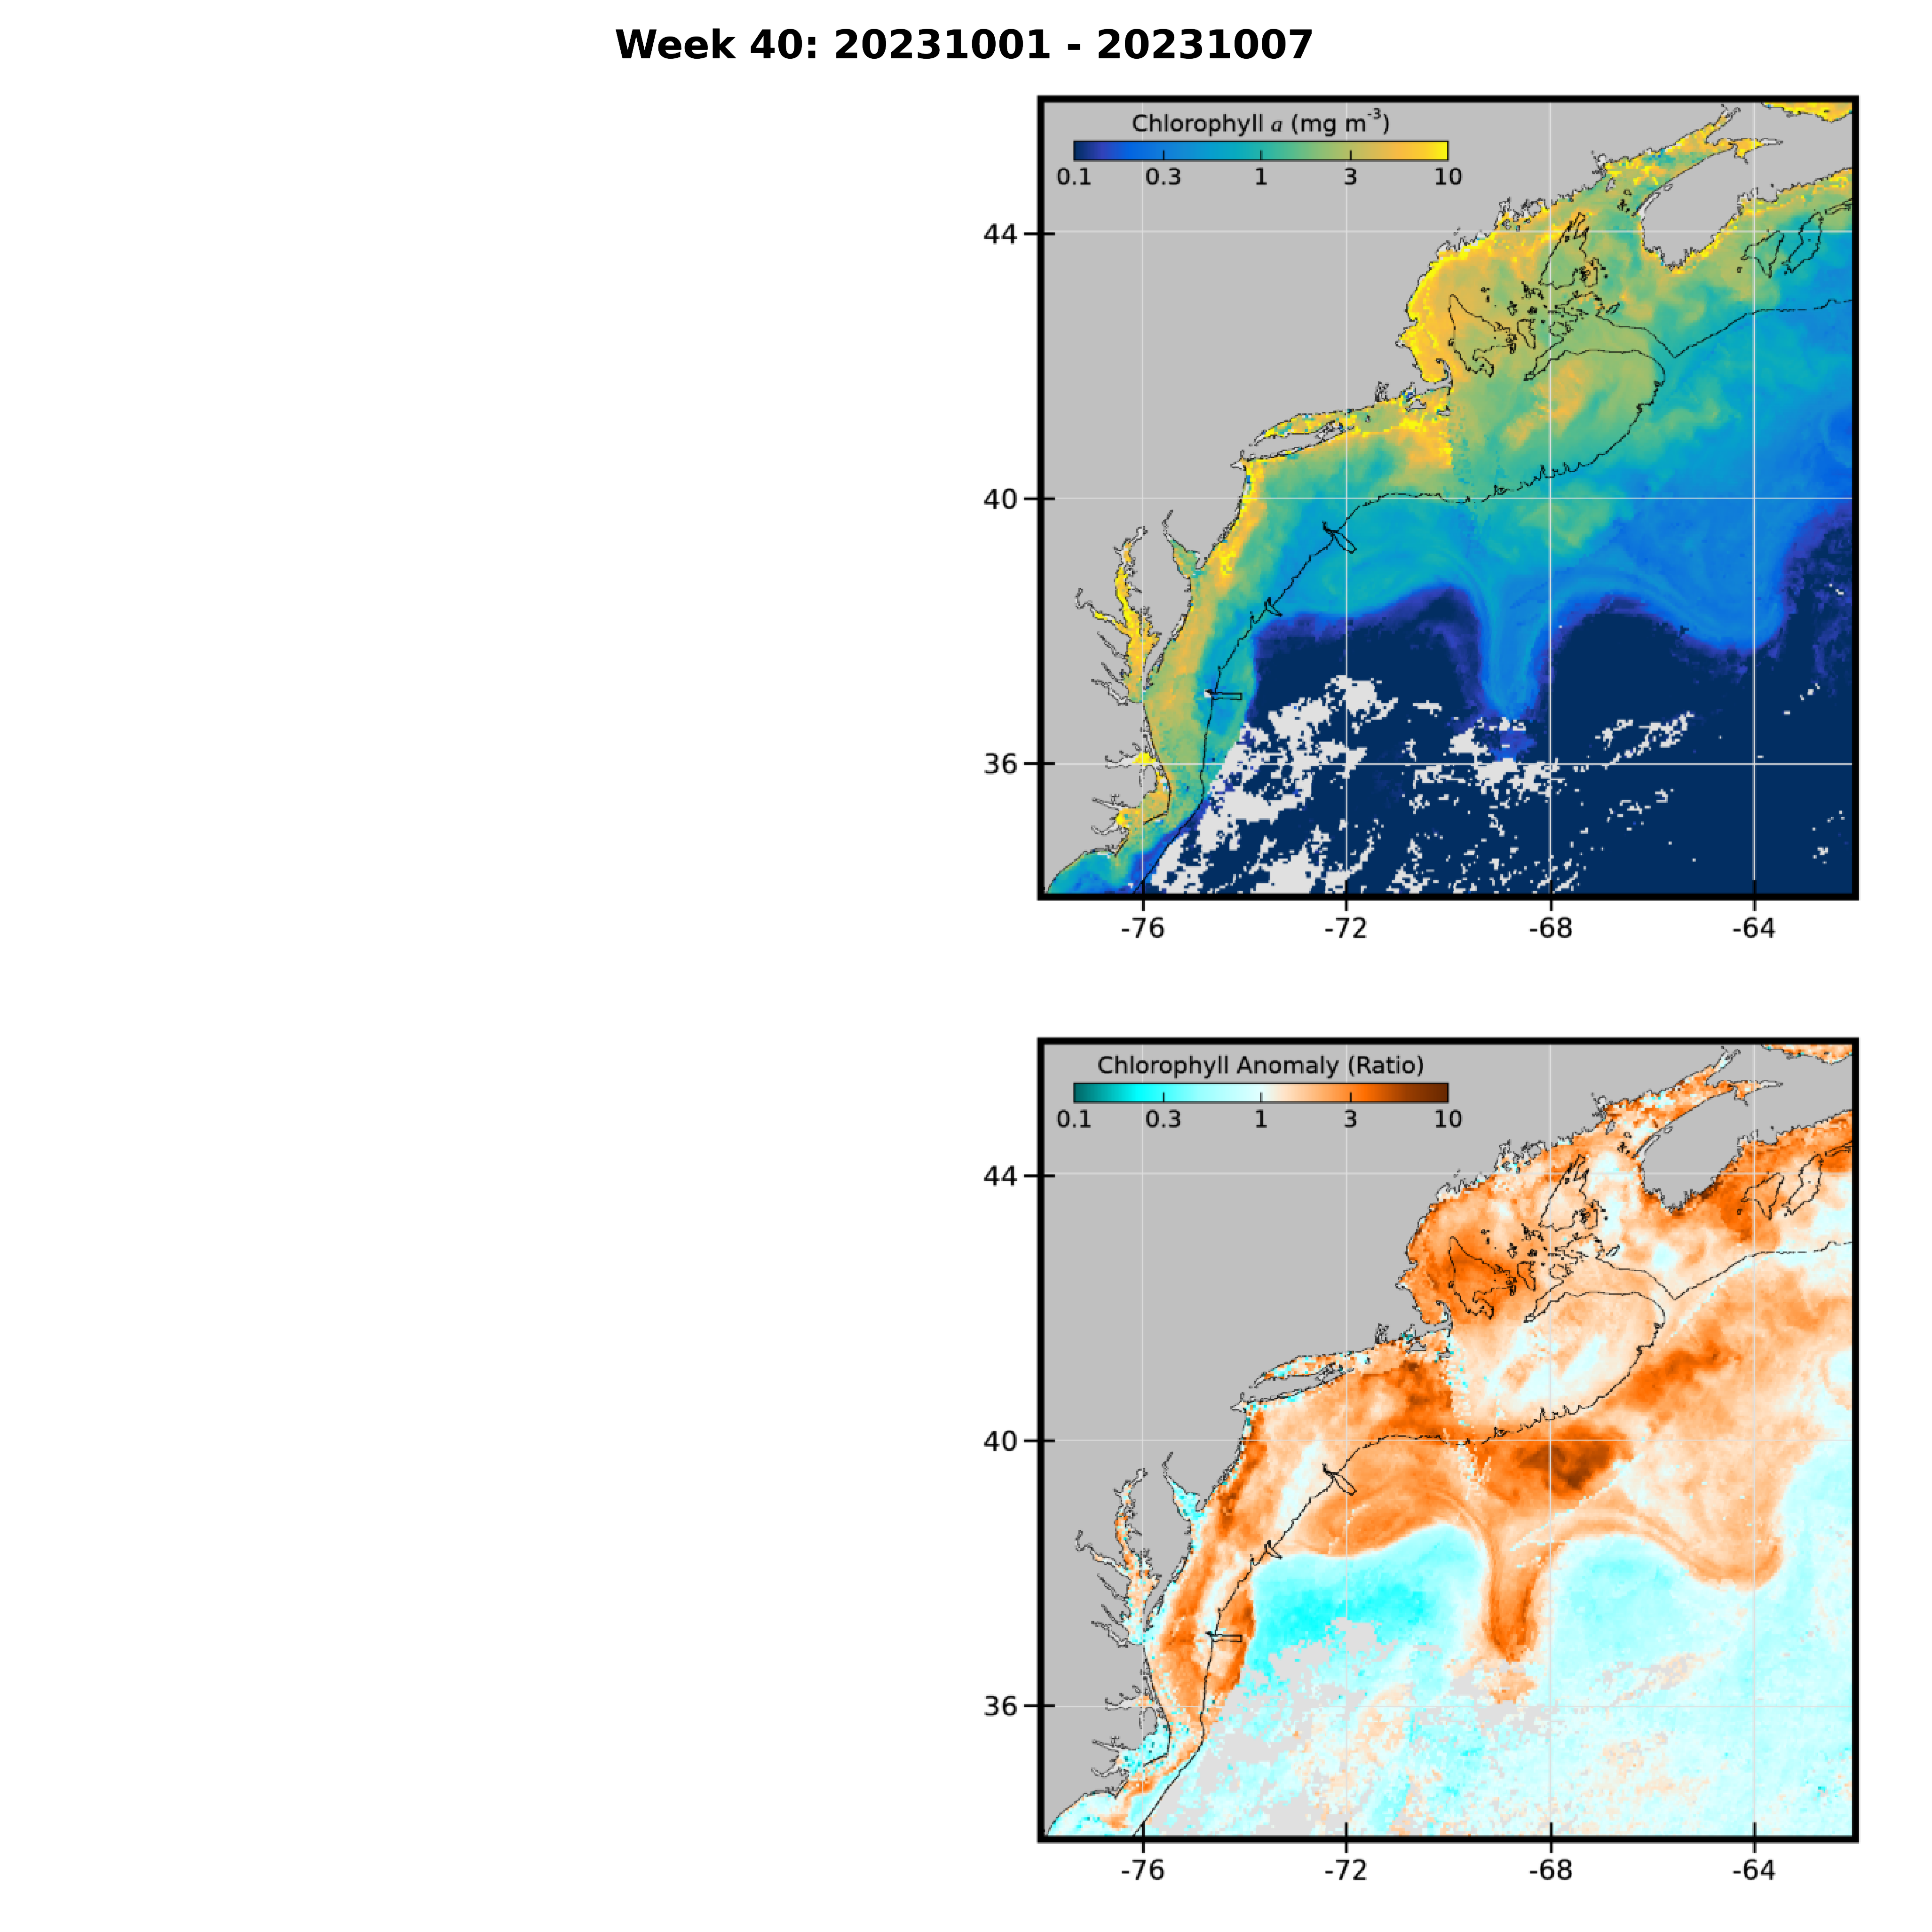 Week 40: 20231001 - 20231007
Chlorophyll a (mg m-3)
0.1 0.3 1 3 10
44
40
36
-76 -72 -68 -64
Chlorophyll Anomaly (Ratio)
0.1 0.3 1 3 10
44
40
36
-76 -72 -68 -64